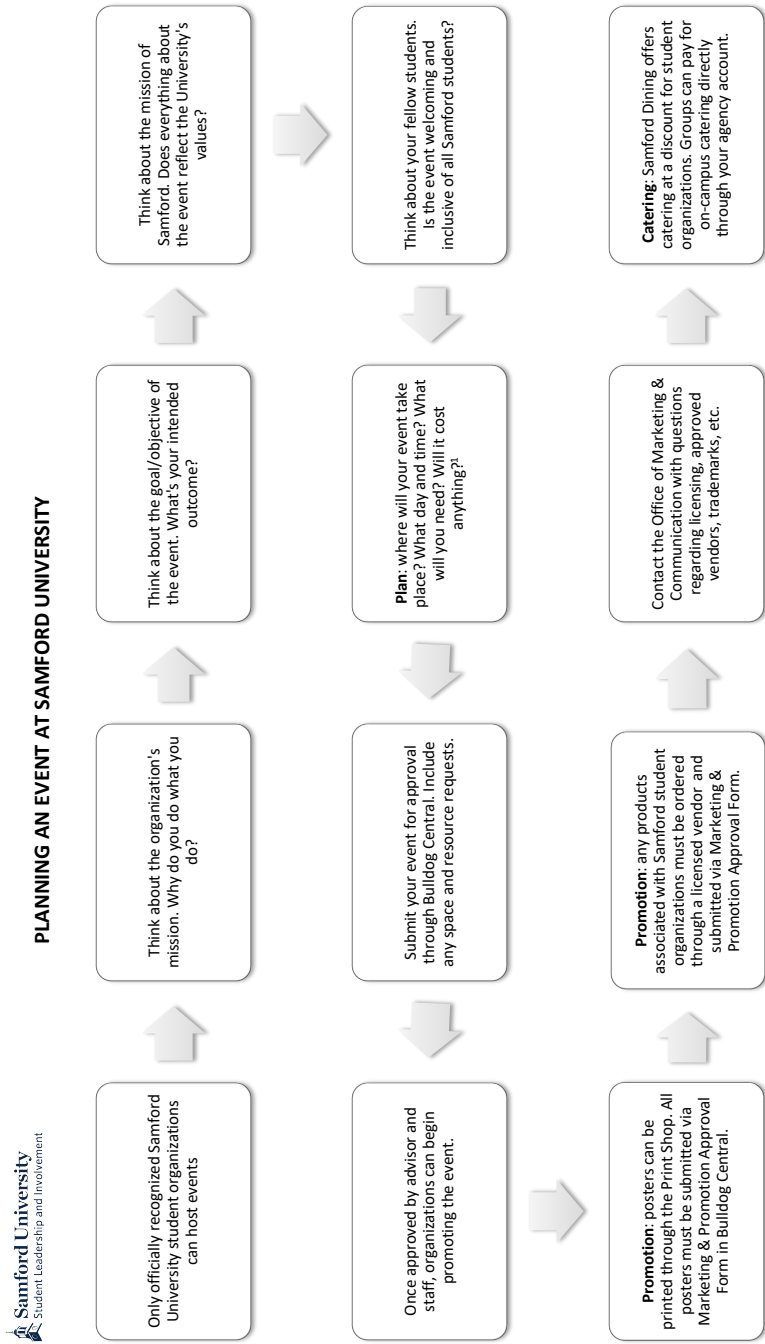 Samford University
Student Leadership and Involvement
PLANNING AN EVENT AT SAMFORD UNIVERSITY
Only officially recognized Samford
University student organizations
can host events
Think about the organization's
mission. Why do you do what you
do?
Think about the goal/objective of
the event. What's your intended
outcome?
Think about the mission of
Samford. Does everything about
the event reflect the University's
values?
Think about your fellow students.
Is the event welcoming and
inclusive of all Samford students?
Plan: where will your event take
place? What day and time? What
will you need? Will it cost
anything?¹
Submit your event for approval
through Bulldog Central. Include
any space and resource requests.
Once approved by advisor and
staff, organizations can begin
promoting the event.
Promotion: posters can be
printed through the Print Shop. All
posters must be submitted via
Marketing & Promotion Approval
Form in Bulldog Central.
Promotion: any products
associated with Samford student
organizations must be ordered
through a licensed vendor and
submitted via Marketing &
Promotion Approval Form.
Contact the Office of Marketing &
Communication with questions
regarding licensing, approved
vendors, trademarks, etc.
Catering: Samford Dining offers
catering at a discount for student
organizations. Groups can pay for
on-campus catering directly
through your agency account.